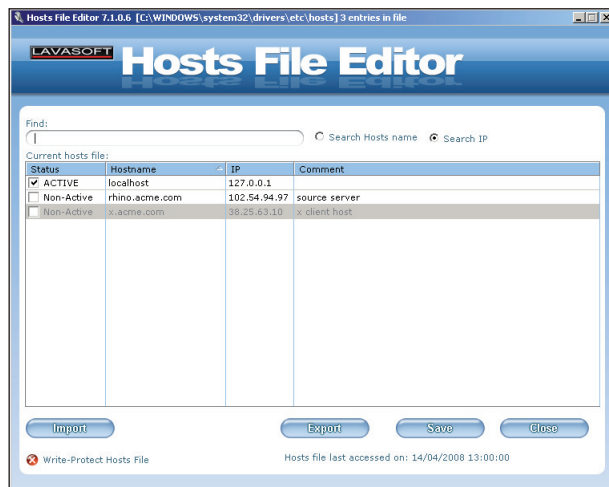 Hosts File Editor 7.1.0.6 [C:\WINDOWS\system32\drivers\etc\hosts] 3 entries in file
LAVASOFT
Hosts File Editor
Find:
Search Hosts name Search IP
Current hosts file:
Status Hostname IP Comment
ACTIVE localhost 127.0.0.1
Non-Active rhino.acme.com 102.54.94.97 source server
Non-Active x.acme.com 38.25.63.10 x client host
Import Export Save Close
Write-Protect Hosts File Hosts file last accessed on: 14/04/2008 13:00:00